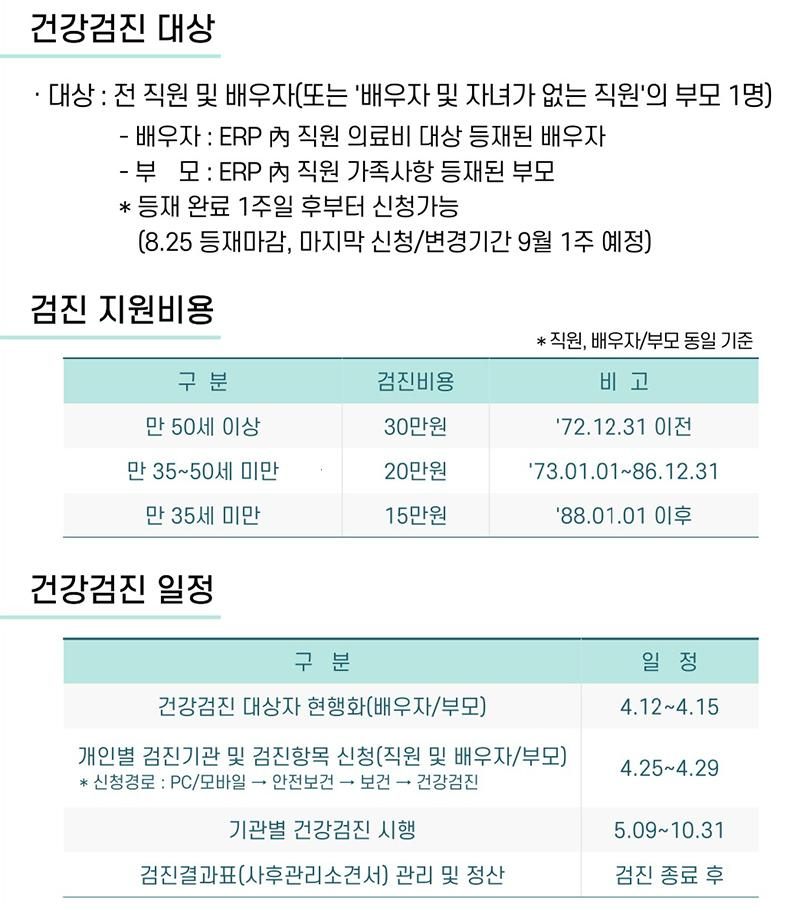 건강검진 대상
· 대상 : 전 직원 및 배우자(또는 '배우자 및 자녀가 없는 직원'의 부모 1명)
- 배우자 : ERP 內 직원 의료비 대상 등재된 배우자
- 부 모 : ERP 內 직원 가족사항 등재된 부모
* 등재 완료 1주일 후부터 신청가능
(8.25 등재마감, 마지막 신청/변경기간 9월 1주 예정)
검진 지원비용
* 직원, 배우자/부모 동일 기준
구 분 검진비용 비 고
만 50세 이상 30만원 '72.12.31 이전
만 35~50세 미만 20만원 '73.01.01~86.12.31
만 35세 미만 15만원 '88.01.01 이후
건강검진 일정
구 분 일 정
건강검진 대상자 현행화(배우자/부모) 4.12~4.15
개인별 검진기관 및 검진항목 신청(직원 및 배우자/부모) 4.25~4.29
* 신청경로 : PC/모바일 → 안전보건 → 보건 → 건강검진
기관별 건강검진 시행 5.09~10.31
검진결과표(사후관리소견서) 관리 및 정산 검진 종료 후